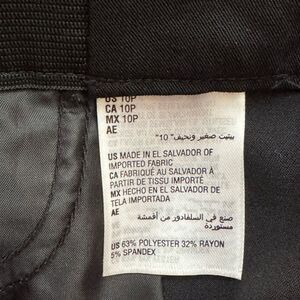 US 10P
CA 10P
MX 10P
AE
بيتيت صغير ونحيف "10"
US MADE IN EL SALVADOR OF
IMPORTED FABRIC
CA FABRIQUÉ AU SALVADOR À
PARTIR DE TISSU IMPORTÉ
MX HECHO EN EL SALVADOR DE
TELA IMPORTADA
AE
صنع في السلفادور من أقمشة
مستوردة
US 63% POLYESTER 32% RAYON
5% SPANDEX